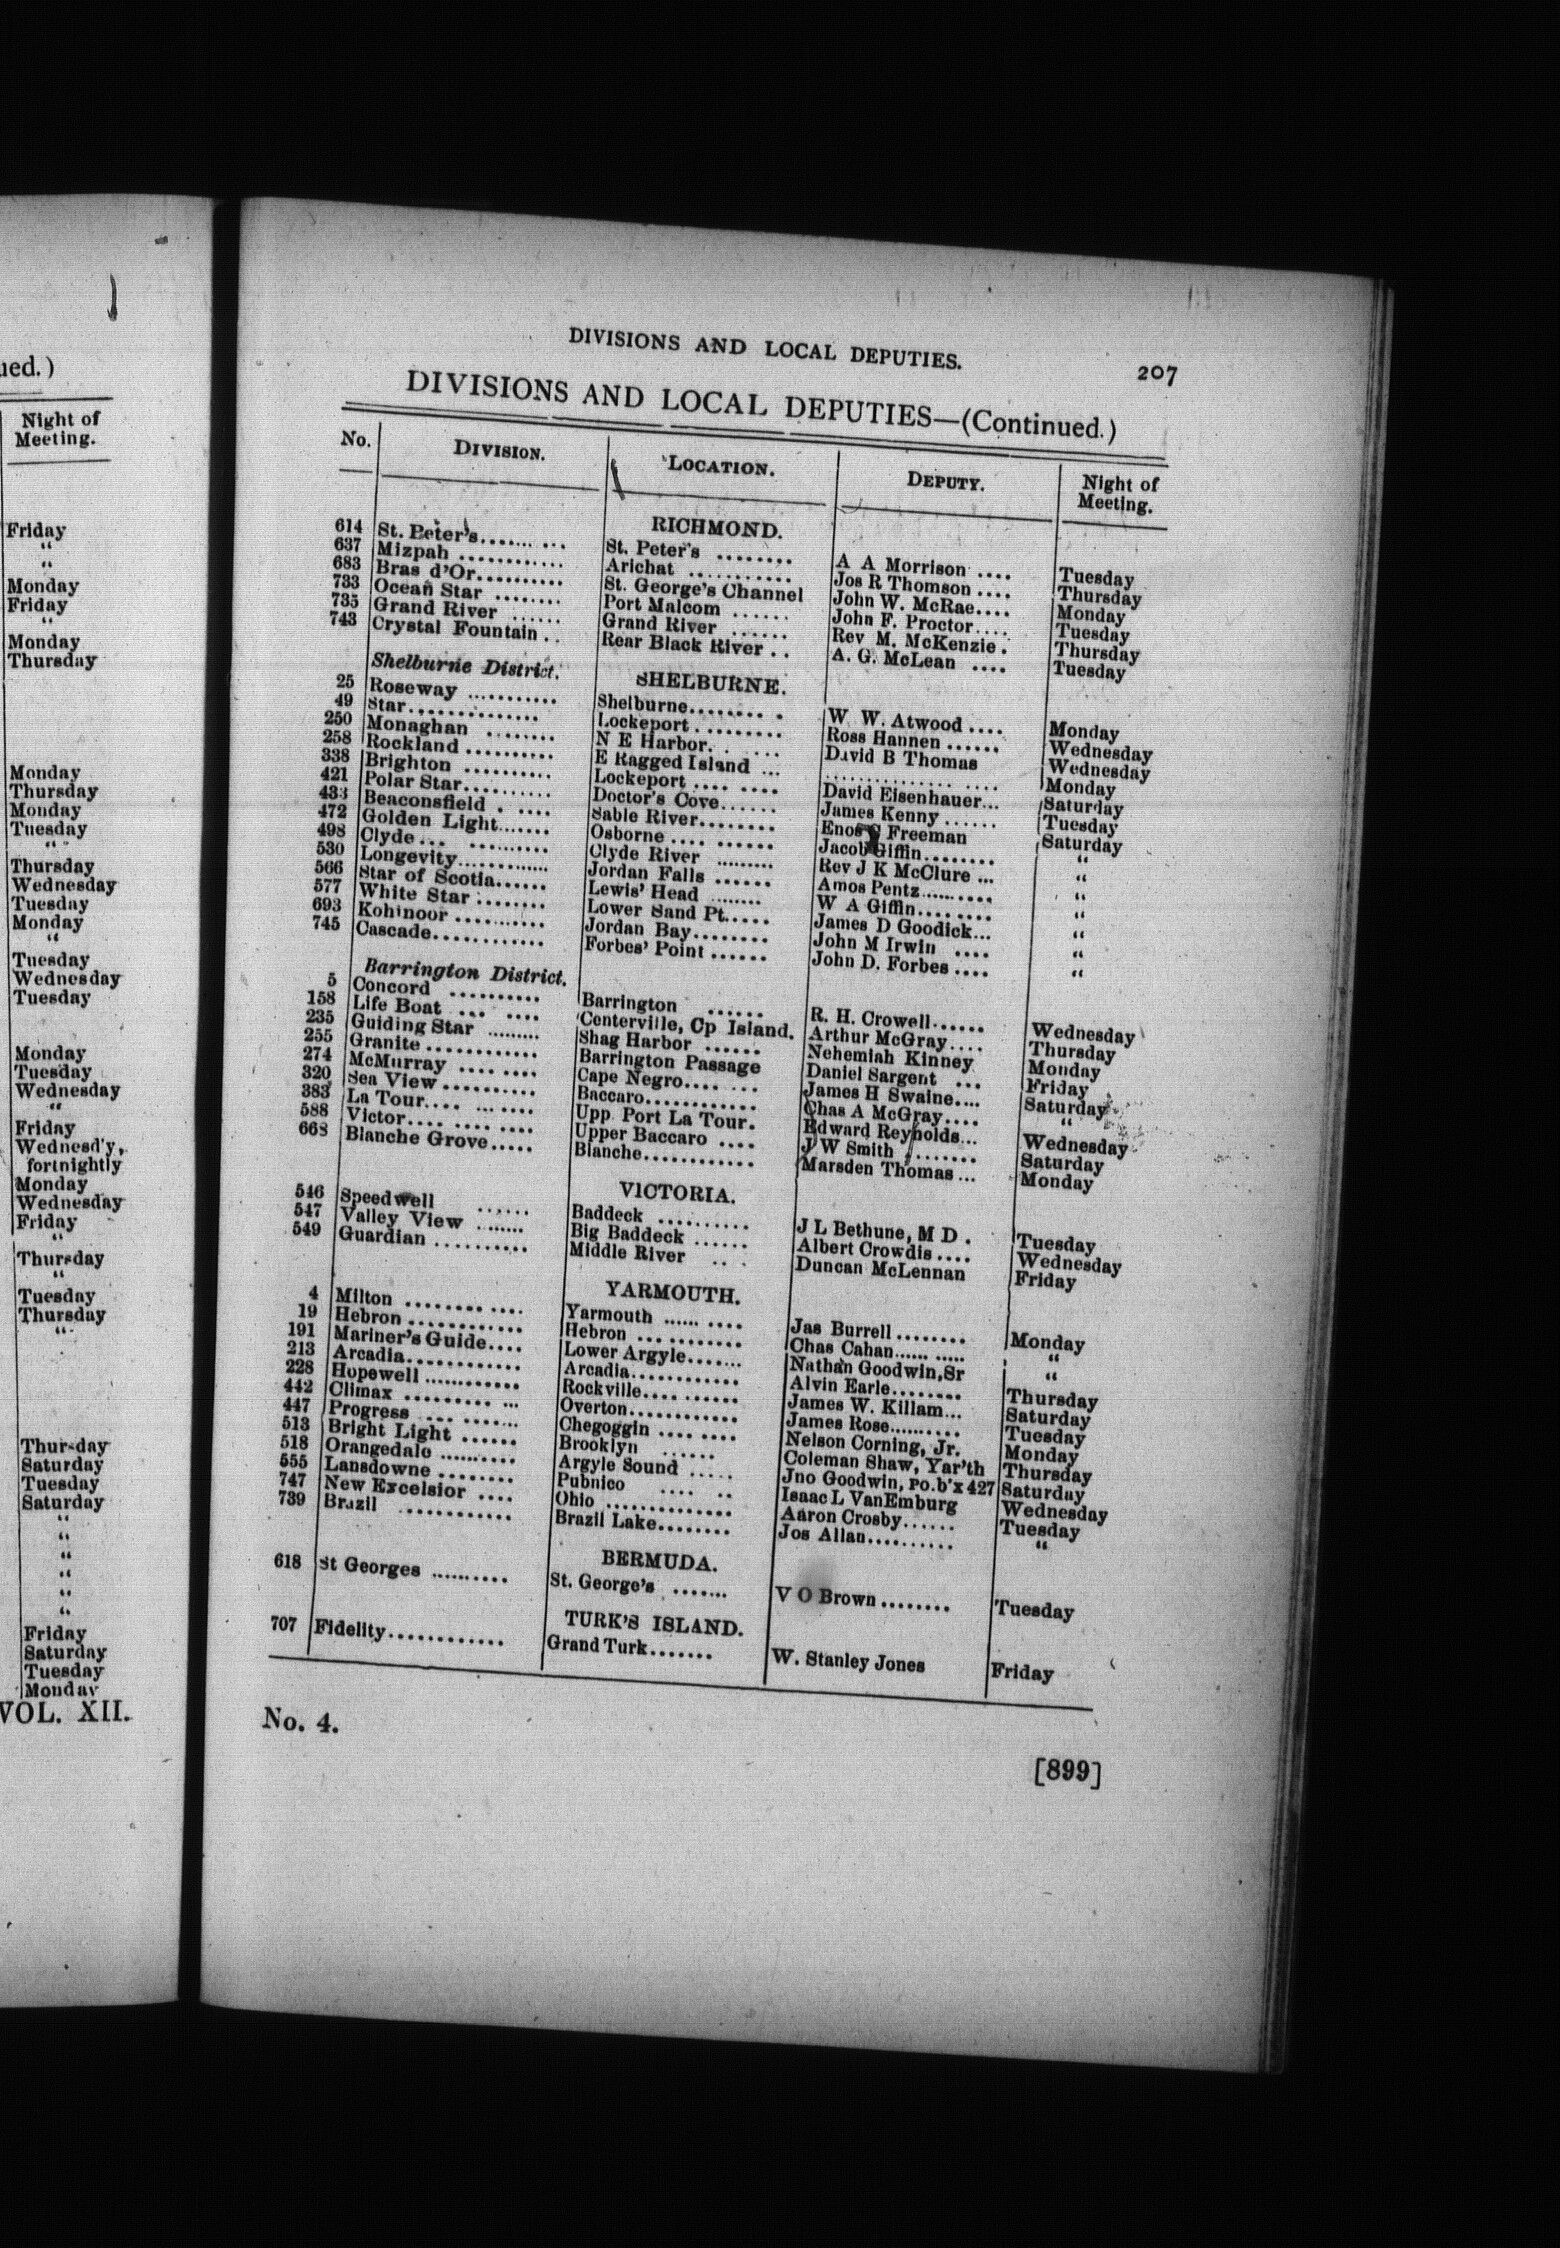 ued.)
Night of
Meeting.
Friday
"
"
Monday
Friday
"
Monday
Thursday
Monday
Thursday
Monday
Tuesday
"
Thursday
Wednesday
Tuesday
Monday
"
Tuesday
Wednesday
Tuesday
Monday
Tuesday
Wednesday
"
Friday
Wednesd'y,
fortnightly
Monday
Wednesday
Friday
"
Thursday
"
Tuesday
Thursday
"
Thursday
Saturday
Tuesday
Saturday
"
"
"
"
"
"
Friday
Saturday
Tuesday
Monday
VOL. XII.
DIVISIONS AND LOCAL DEPUTIES. 207
DIVISIONS AND LOCAL DEPUTIES—(Continued.)
No. DIVISION. LOCATION. DEPUTY. Night of Meeting.
RICHMOND.
614 St. Peter's St. Peter's A A Morrison Tuesday
637 Mizpah Arichat Jos R Thomson Thursday
683 Bras d'Or St. George's Channel John W. McRae Monday
733 Ocean Star Port Malcom John F. Proctor Tuesday
735 Grand River Grand River Rev M. McKenzie Thursday
743 Crystal Fountain Rear Black River A. G. McLean Tuesday
Shelburne District. SHELBURNE.
25 Roseway Shelburne W W. Atwood Monday
49 Star Lockeport Ross Hannen Wednesday
250 Monaghan N E Harbor David B Thomas Wednesday
258 Rockland E Ragged Island Monday
338 Brighton Lockeport David Eisenhauer Saturday
421 Polar Star Doctor's Cove James Kenny Tuesday
433 Beaconsfield Sable River Enos Freeman Saturday
472 Golden Light Osborne Jacob Giffin "
498 Clyde Clyde River Rev J K McClure "
530 Longevity Jordan Falls Amos Pentz "
566 Star of Scotia Lewis' Head W A Giffin "
577 White Star Lower Sand Pt. James D Goodick "
693 Kohinoor Jordan Bay John M Irwin "
745 Cascade Forbes' Point John D. Forbes "
Barrington District.
5 Concord Barrington R. H. Crowell Wednesday
158 Life Boat Centerville, Cp Island. Arthur McGray Thursday
235 Guiding Star Shag Harbor Nehemiah Kinney Monday
255 Granite Barrington Passage Daniel Sargent Friday
274 McMurray Cape Negro James H Swaine Saturday
320 Sea View Baccaro Chas A McGray "
383 La Tour Upp Port La Tour. Edward Reynolds Wednesday
588 Victor Upper Baccaro J W Smith Saturday
668 Blanche Grove Blanche Marsden Thomas Monday
VICTORIA.
546 Speedwell Baddeck J L Bethune, M D. Tuesday
547 Valley View Big Baddeck Albert Crowdis Wednesday
549 Guardian Middle River Duncan McLennan Friday
YARMOUTH.
4 Milton Yarmouth Jas Burrell Monday
19 Hebron Hebron Chas Cahan "
191 Mariner's Guide Lower Argyle Nathan Goodwin, Sr "
213 Arcadia Arcadia Alvin Earle Thursday
228 Hopewell Rockville James W. Killam Saturday
442 Climax Overton James Rose Tuesday
447 Progress Chegoggin Nelson Corning, Jr. Monday
513 Bright Light Brooklyn Coleman Shaw, Yar'th Thursday
518 Orangedale Argyle Sound Jno Goodwin, PO. b'x 427 Saturday
555 Lansdowne Pubnico Isaac L VanEmburg Wednesday
747 New Excelsior Ohio Aaron Crosby Tuesday
739 Brazil Brazil Lake Jos Allan "
BERMUDA.
618 St Georges St. George's V O Brown Tuesday
TURK'S ISLAND.
707 Fidelity Grand Turk W. Stanley Jones Friday
No. 4.
[899]